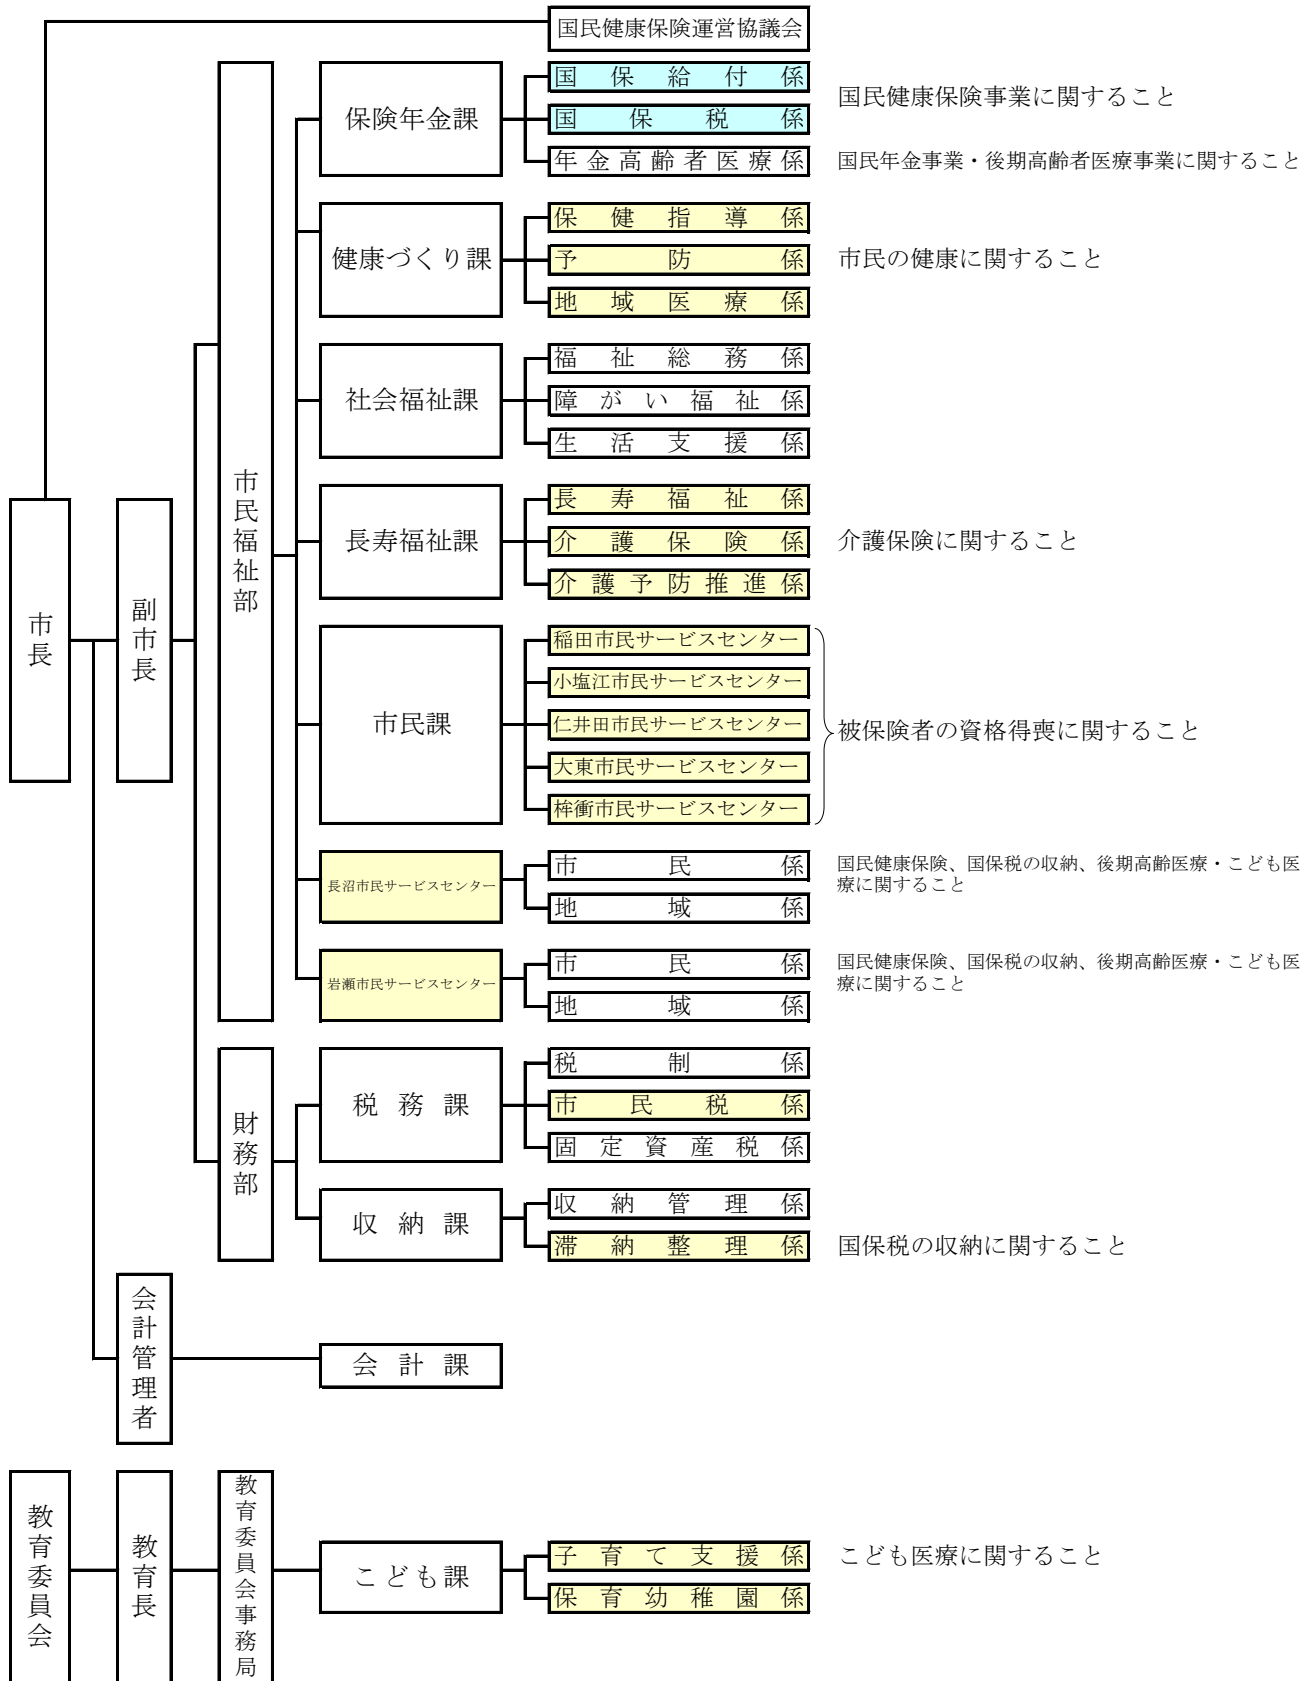 国民健康保険運営協議会
市長
副市長
市民福祉部
保険年金課
国保給付係
国保税係
国民健康保険事業に関すること
年金高齢者医療係
国民年金事業・後期高齢者医療事業に関すること
健康づくり課
保健指導係
予防係
市民の健康に関すること
地域医療係
社会福祉課
福祉総務係
障がい福祉係
生活支援係
長寿福祉課
長寿福祉係
介護保険係
介護保険に関すること
介護予防推進係
市民課
稲田市民サービスセンター
小塩江市民サービスセンター
仁井田市民サービスセンター
大東市民サービスセンター
桙衝市民サービスセンター
被保険者の資格得喪に関すること
長沼市民サービスセンター
市民係
地域係
国民健康保険、国保税の収納、後期高齢医療・こども医
療に関すること
岩瀬市民サービスセンター
市民係
地域係
国民健康保険、国保税の収納、後期高齢医療・こども医
療に関すること
財務部
税務課
税制係
市民税係
固定資産税係
収納課
収納管理係
滞納整理係
国保税の収納に関すること
会計管理者
会計課
教育委員会
教育長
教育委員会事務局
こども課
子育て支援係
こども医療に関すること
保育幼稚園係